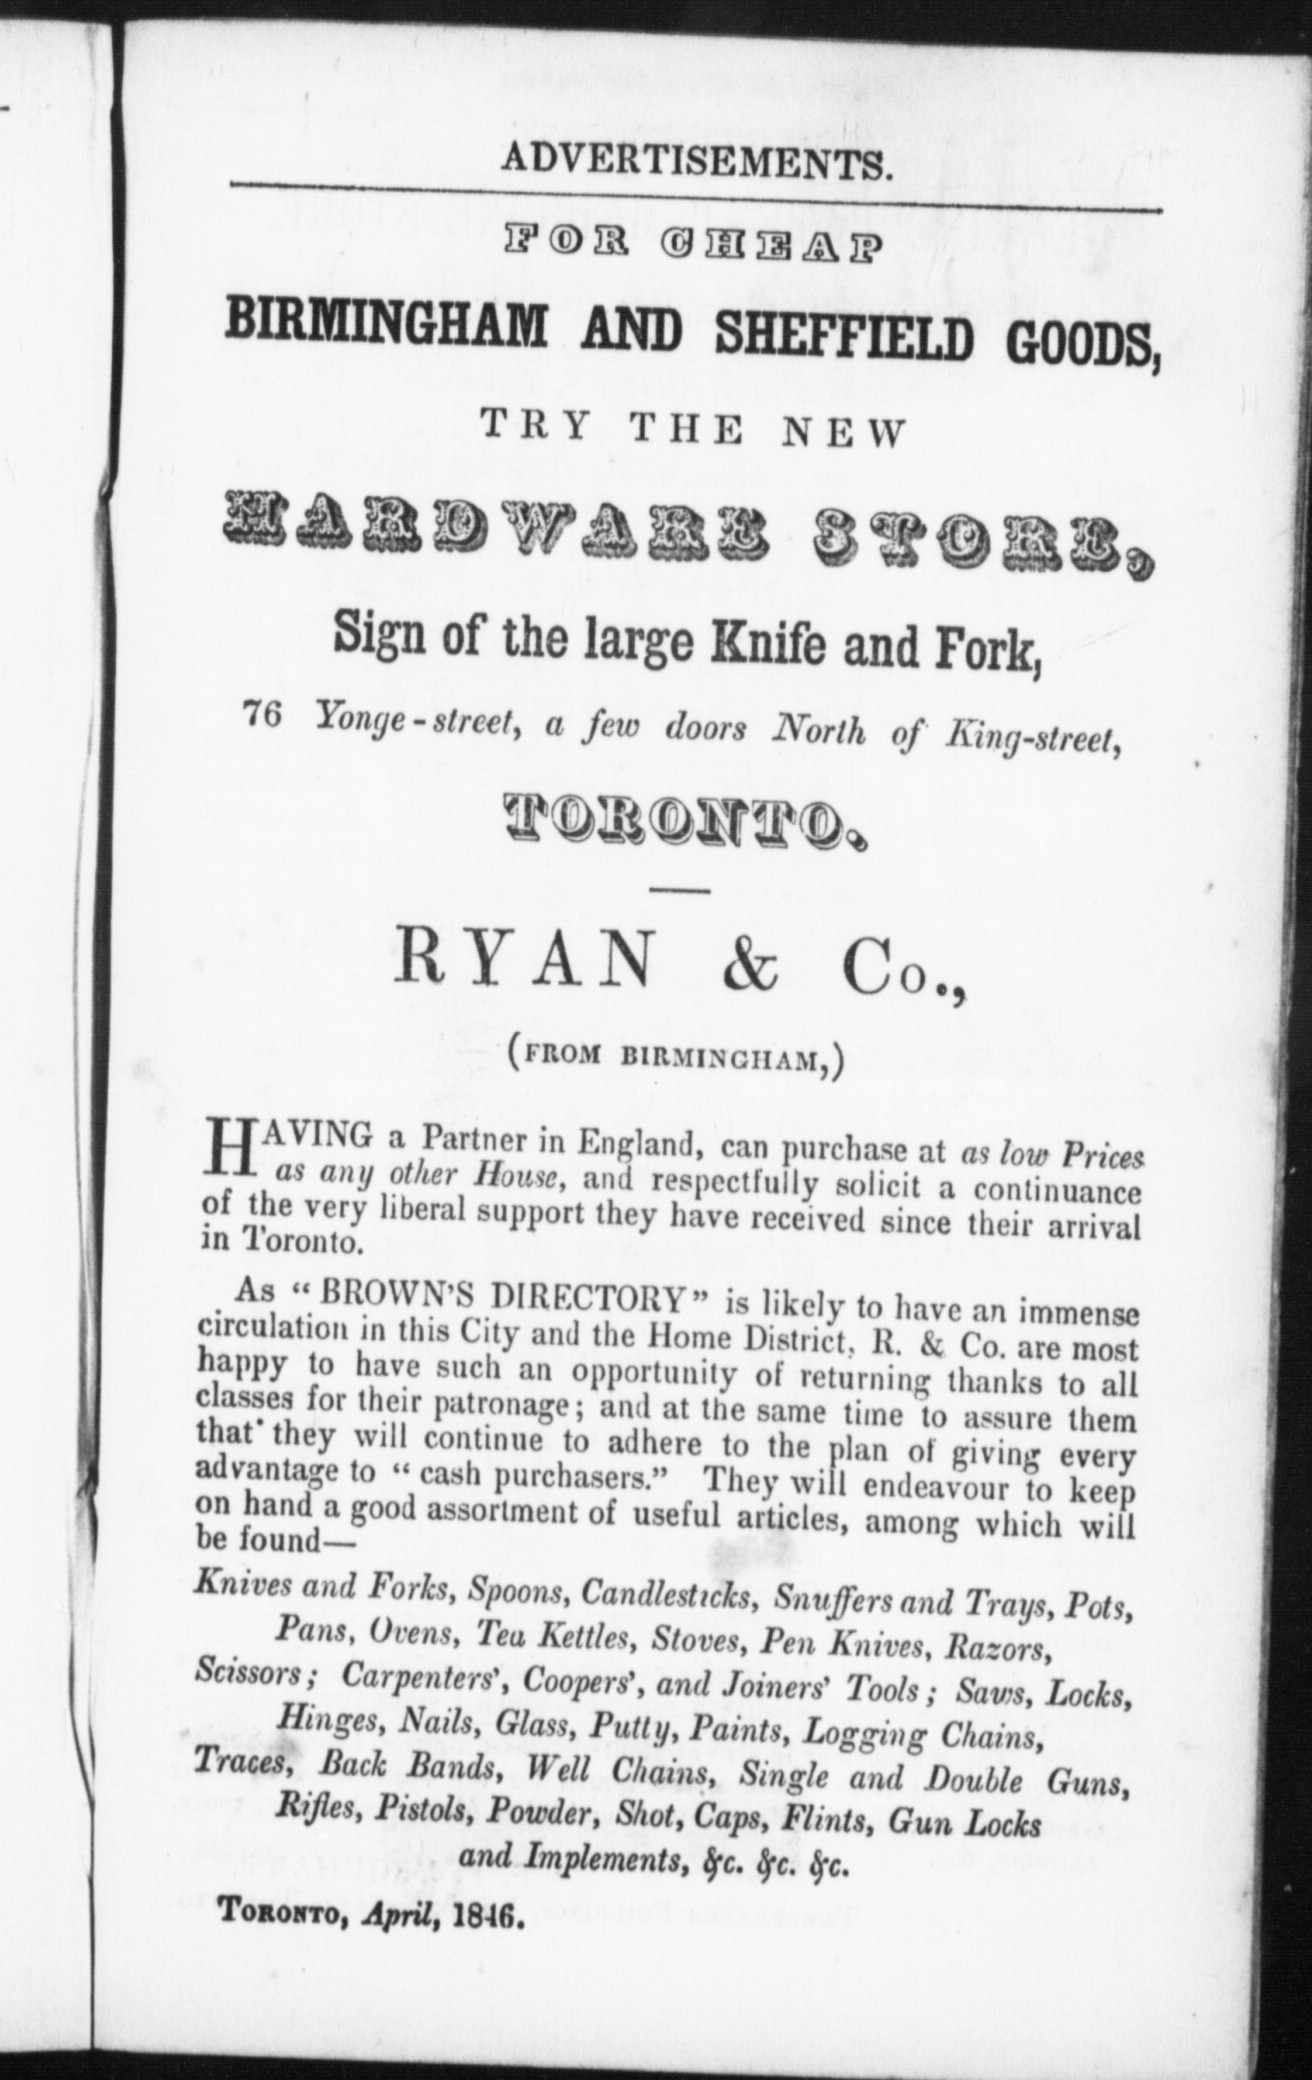 ADVERTISEMENTS.
FOR CHEAP
BIRMINGHAM AND SHEFFIELD GOODS,
TRY THE NEW
HARDWARE STORE,
Sign of the large Knife and Fork,
76 Yonge-street, a few doors North of King-street,
TORONTO.
RYAN & Co.,
(FROM BIRMINGHAM,)
HAVING a Partner in England, can purchase at as low Prices
as any other House, and respectfully solicit a continuance
of the very liberal support they have received since their arrival
in Toronto.
As "BROWN'S DIRECTORY" is likely to have an immense
circulation in this City and the Home District, R. & Co. are most
happy to have such an opportunity of returning thanks to all
classes for their patronage; and at the same time to assure them
that they will continue to adhere to the plan of giving every
advantage to "cash purchasers." They will endeavour to keep
on hand a good assortment of useful articles, among which will
be found—
Knives and Forks, Spoons, Candlesticks, Snuffers and Trays, Pots,
Pans, Ovens, Tea Kettles, Stoves, Pen Knives, Razors,
Scissors; Carpenters', Coopers', and Joiners' Tools; Saws, Locks,
Hinges, Nails, Glass, Putty, Paints, Logging Chains,
Traces, Back Bands, Well Chains, Single and Double Guns,
Rifles, Pistols, Powder, Shot, Caps, Flints, Gun Locks
and Implements, &c. &c. &c.
TORONTO, April, 1846.